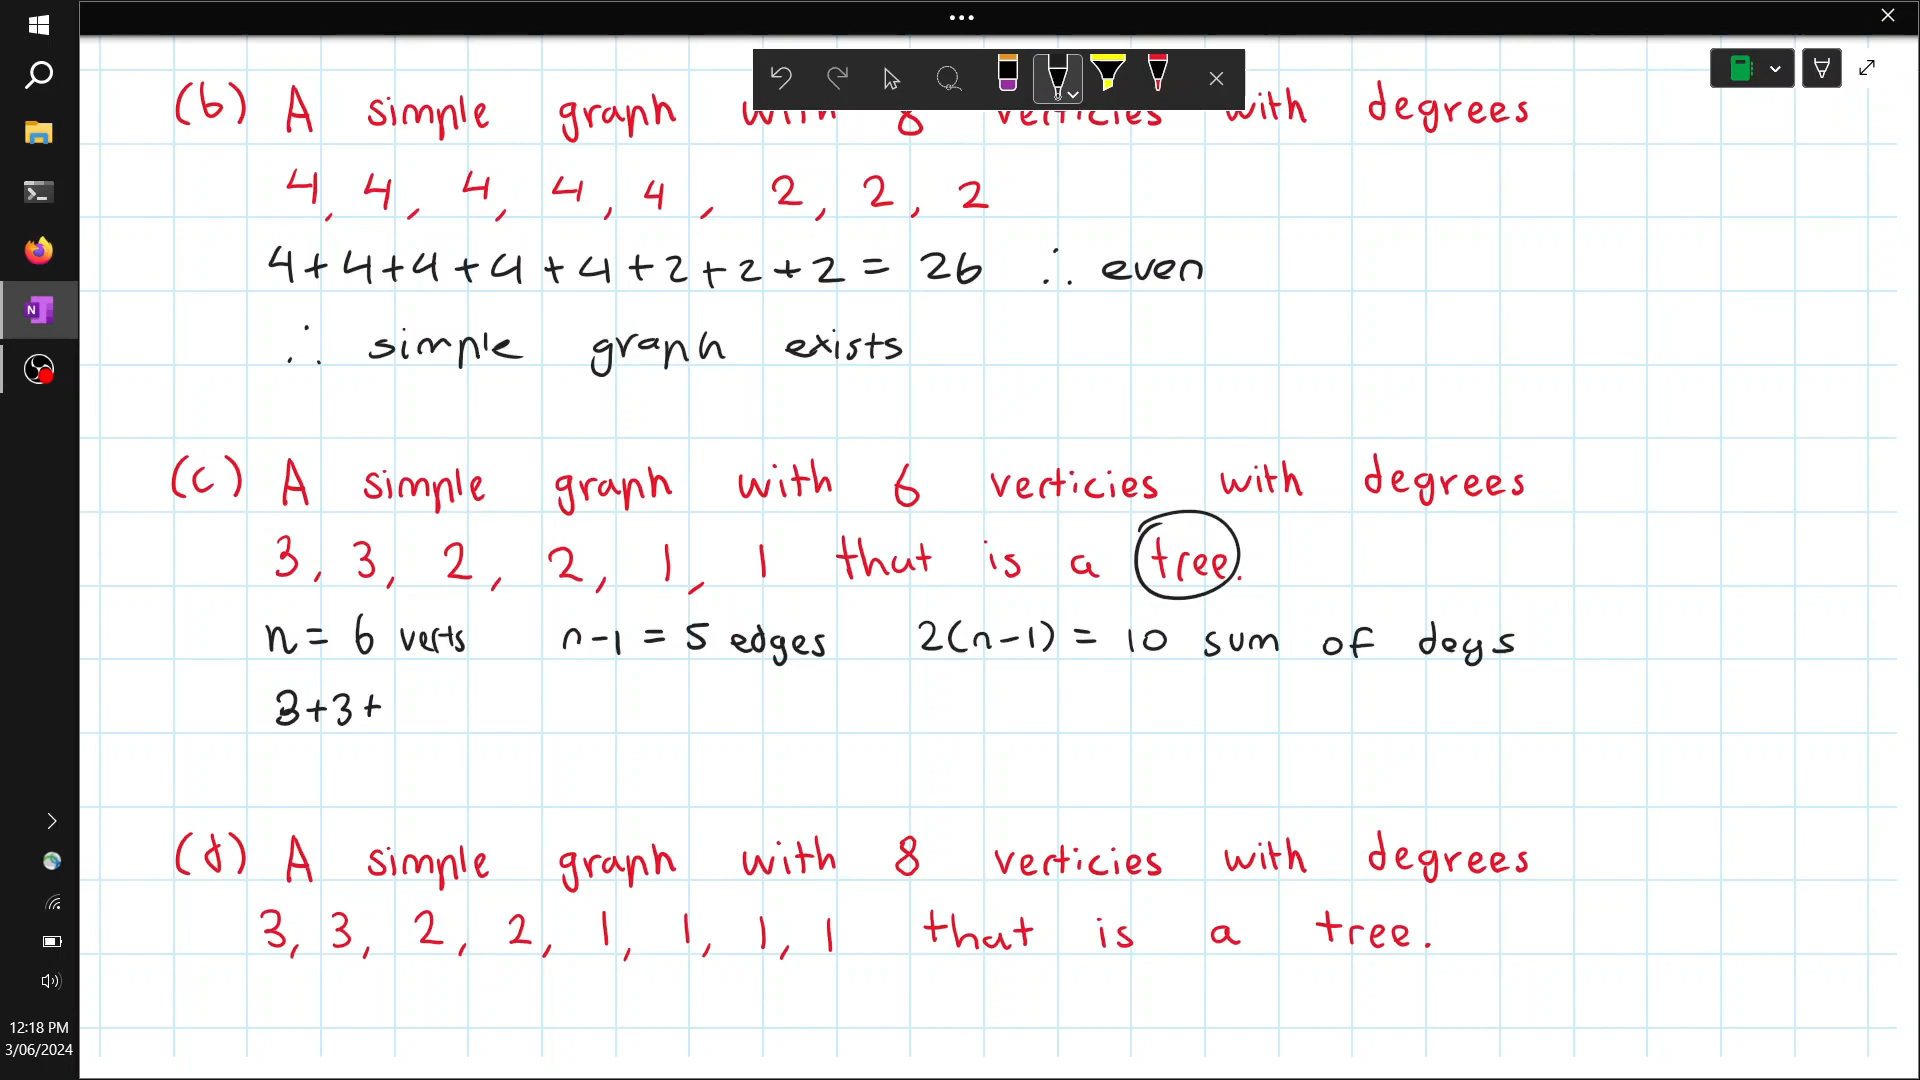 (b) A simple graph with 8 verticies with degrees
4, 4, 4, 4, 4, 2, 2, 2
4+4+4+4+4+2+2+2 = 26 ∴ even
∴ simple graph exists
(c) A simple graph with 6 verticies with degrees
3, 3, 2, 2, 1, 1 that is a tree.
n = 6 verts n-1 = 5 edges 2(n-1) = 10 sum of degs
3+3+
(d) A simple graph with 8 verticies with degrees
3, 3, 2, 2, 1, 1, 1, 1 that is a tree.
N
12:18 PM
3/06/2024